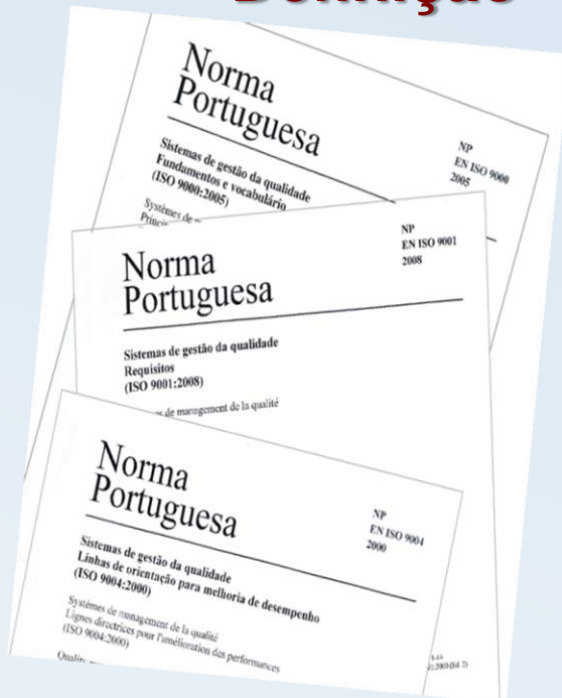 Definição
Norma
Portuguesa
NP
EN ISO 9000
2005
Sistemas de gestão da qualidade
Fundamentos e vocabulário
(ISO 9000:2005)
Systèmes de
NP
EN ISO 9001
2008
Norma
Portuguesa
Sistemas de gestão da qualidade
Requisitos
(ISO 9001:2008)
de management de la qualité
Norma
Portuguesa
NP
EN ISO 9004
2000
Sistemas de gestão da qualidade
Linhas de orientação para melhoria de desempenho
(ISO 9004:2000)
Systèmes de management de la qualité
Lignes directrices pour l'amélioration des performances
(ISO 9004:2000)